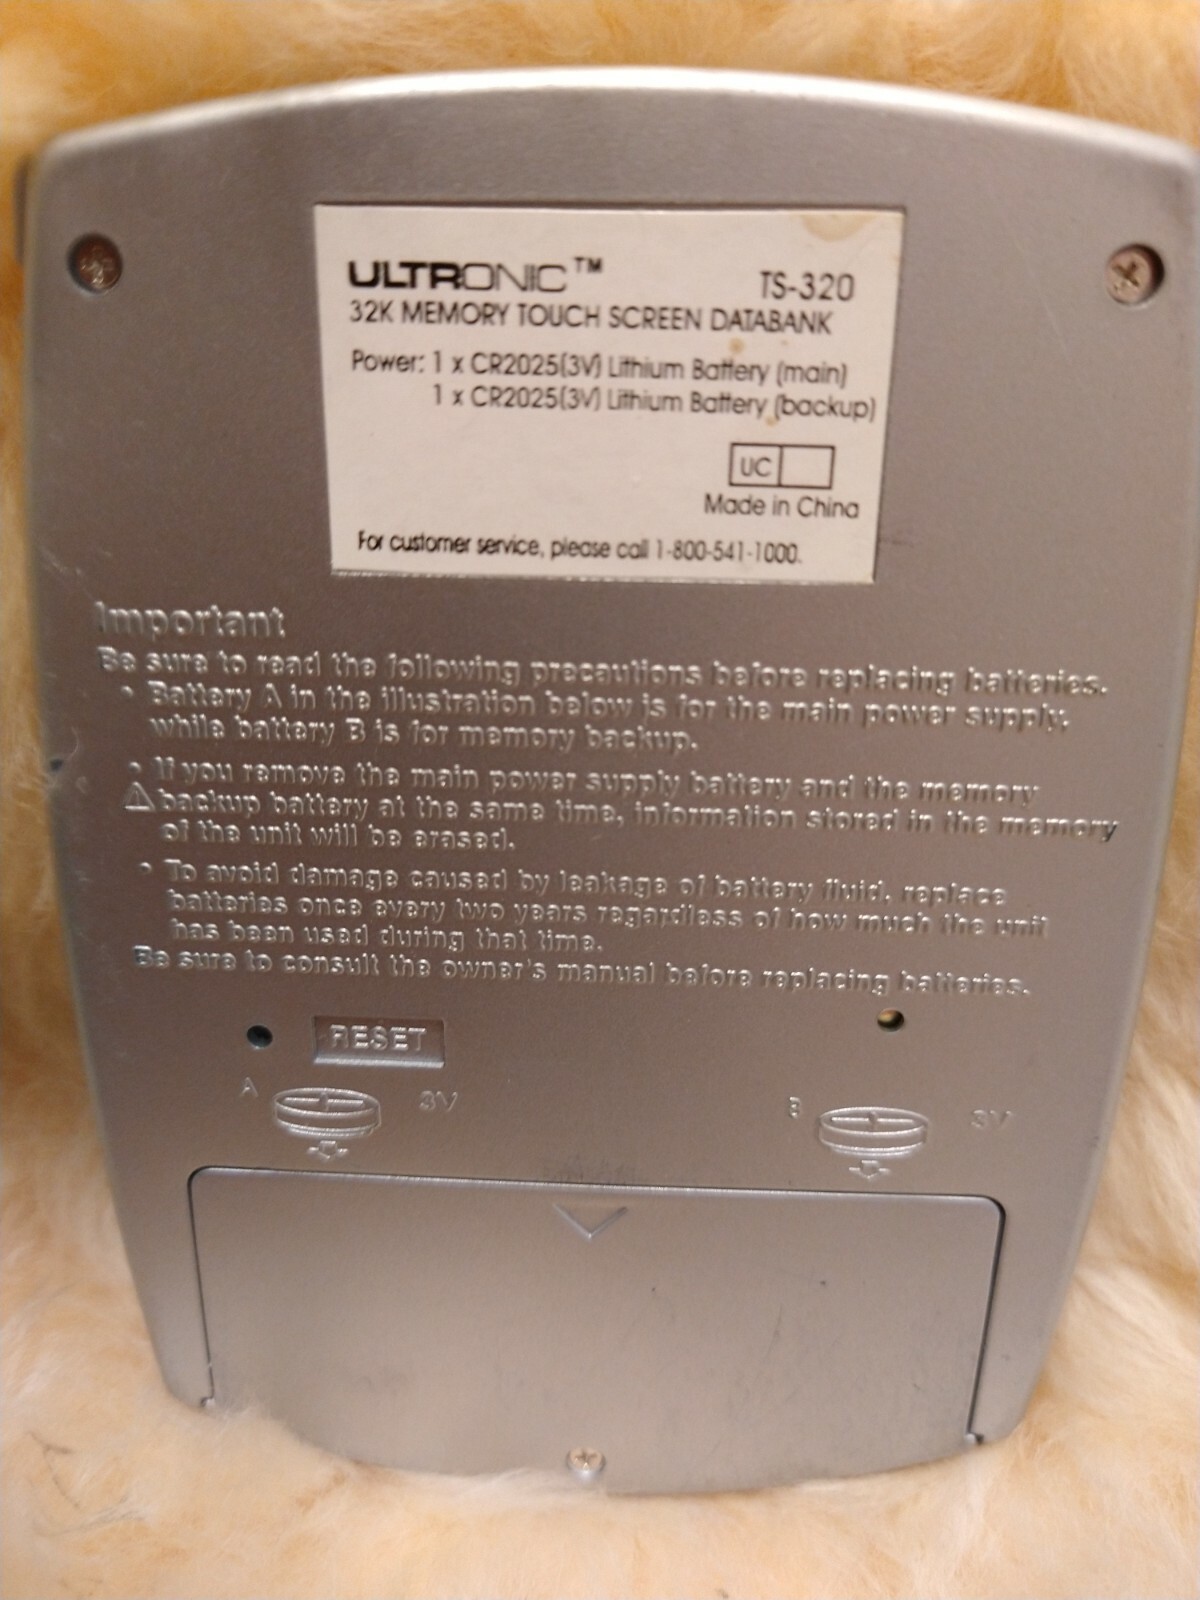 ULTRONIC™ TS-320
32K MEMORY TOUCH SCREEN DATABANK
Power: 1 x CR2025(3V) Lithium Battery (main)
1 x CR2025(3V) Lithium Battery (backup)
UC
Made in China
For customer service, please call 1-800-541-1000.
Important
Be sure to read the following precautions before replacing batteries.
• Battery A in the illustration below is for the main power supply,
while battery B is for memory backup.
• If you remove the main power supply battery and the memory
⚠ backup battery at the same time, information stored in the memory
of the unit will be erased.
• To avoid damage caused by leakage of battery fluid, replace
batteries once every two years regardless of how much the unit
has been used during that time.
Be sure to consult the owner's manual before replacing batteries.
RESET
A 3V B 3V